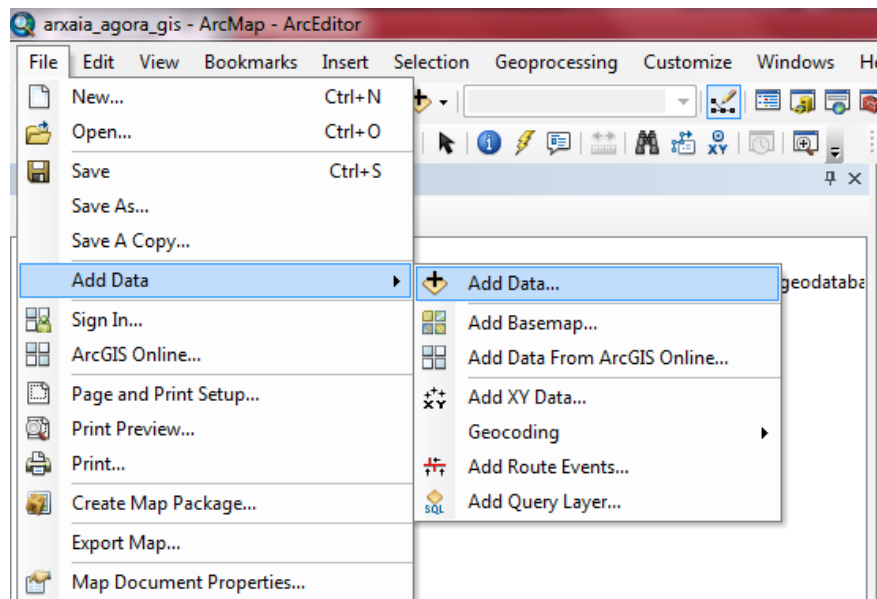 arxaia_agora_gis - ArcMap - ArcEditor
File Edit View Bookmarks Insert Selection Geoprocessing Customize Windows
New... Ctrl+N
Open... Ctrl+O
XY
Save Ctrl+S
Save As...
Save A Copy...
Add Data
Add Data...
geodataba
Sign In...
Add Basemap...
ArcGIS Online...
Add Data From ArcGIS Online...
Page and Print Setup...
XY Add XY Data...
Print Preview...
Geocoding
Print...
Add Route Events...
Create Map Package...
SQL Add Query Layer...
Export Map...
Map Document Properties...